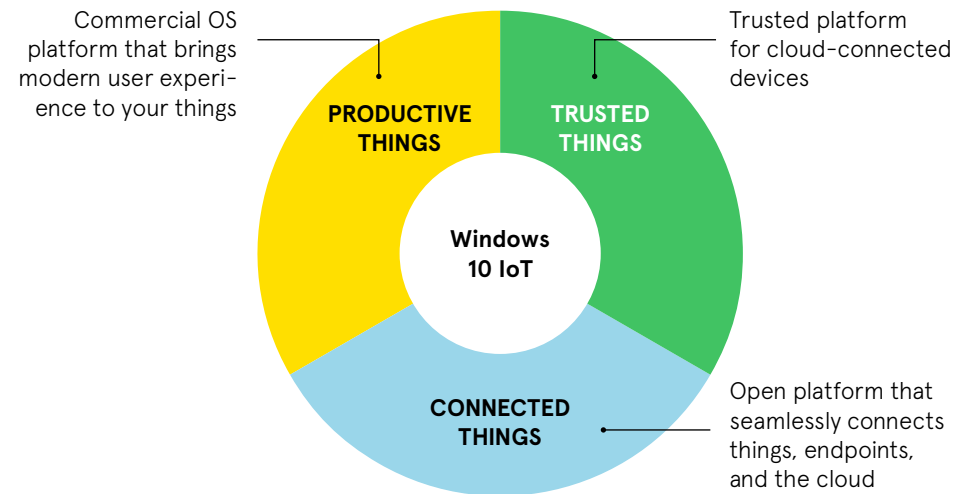 Commercial OS
platform that brings
modern user experi-
ence to your things
PRODUCTIVE
THINGS
TRUSTED
THINGS
Trusted platform
for cloud-connected
devices
Windows
10 IoT
CONNECTED
THINGS
Open platform that
seamlessly connects
things, endpoints,
and the cloud